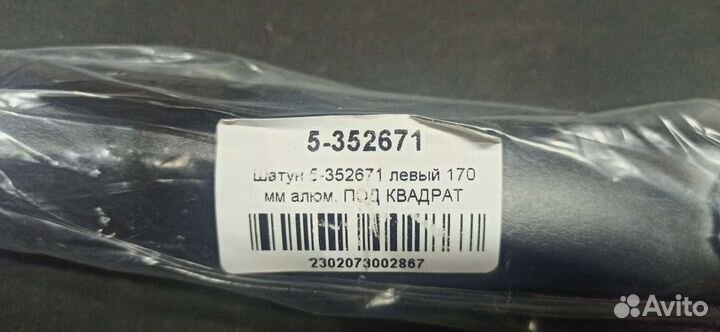 5-352671
Шатун 5-352671 левый 170
мм алюм. ПОД КВАДРАТ
2302073002867
Avito